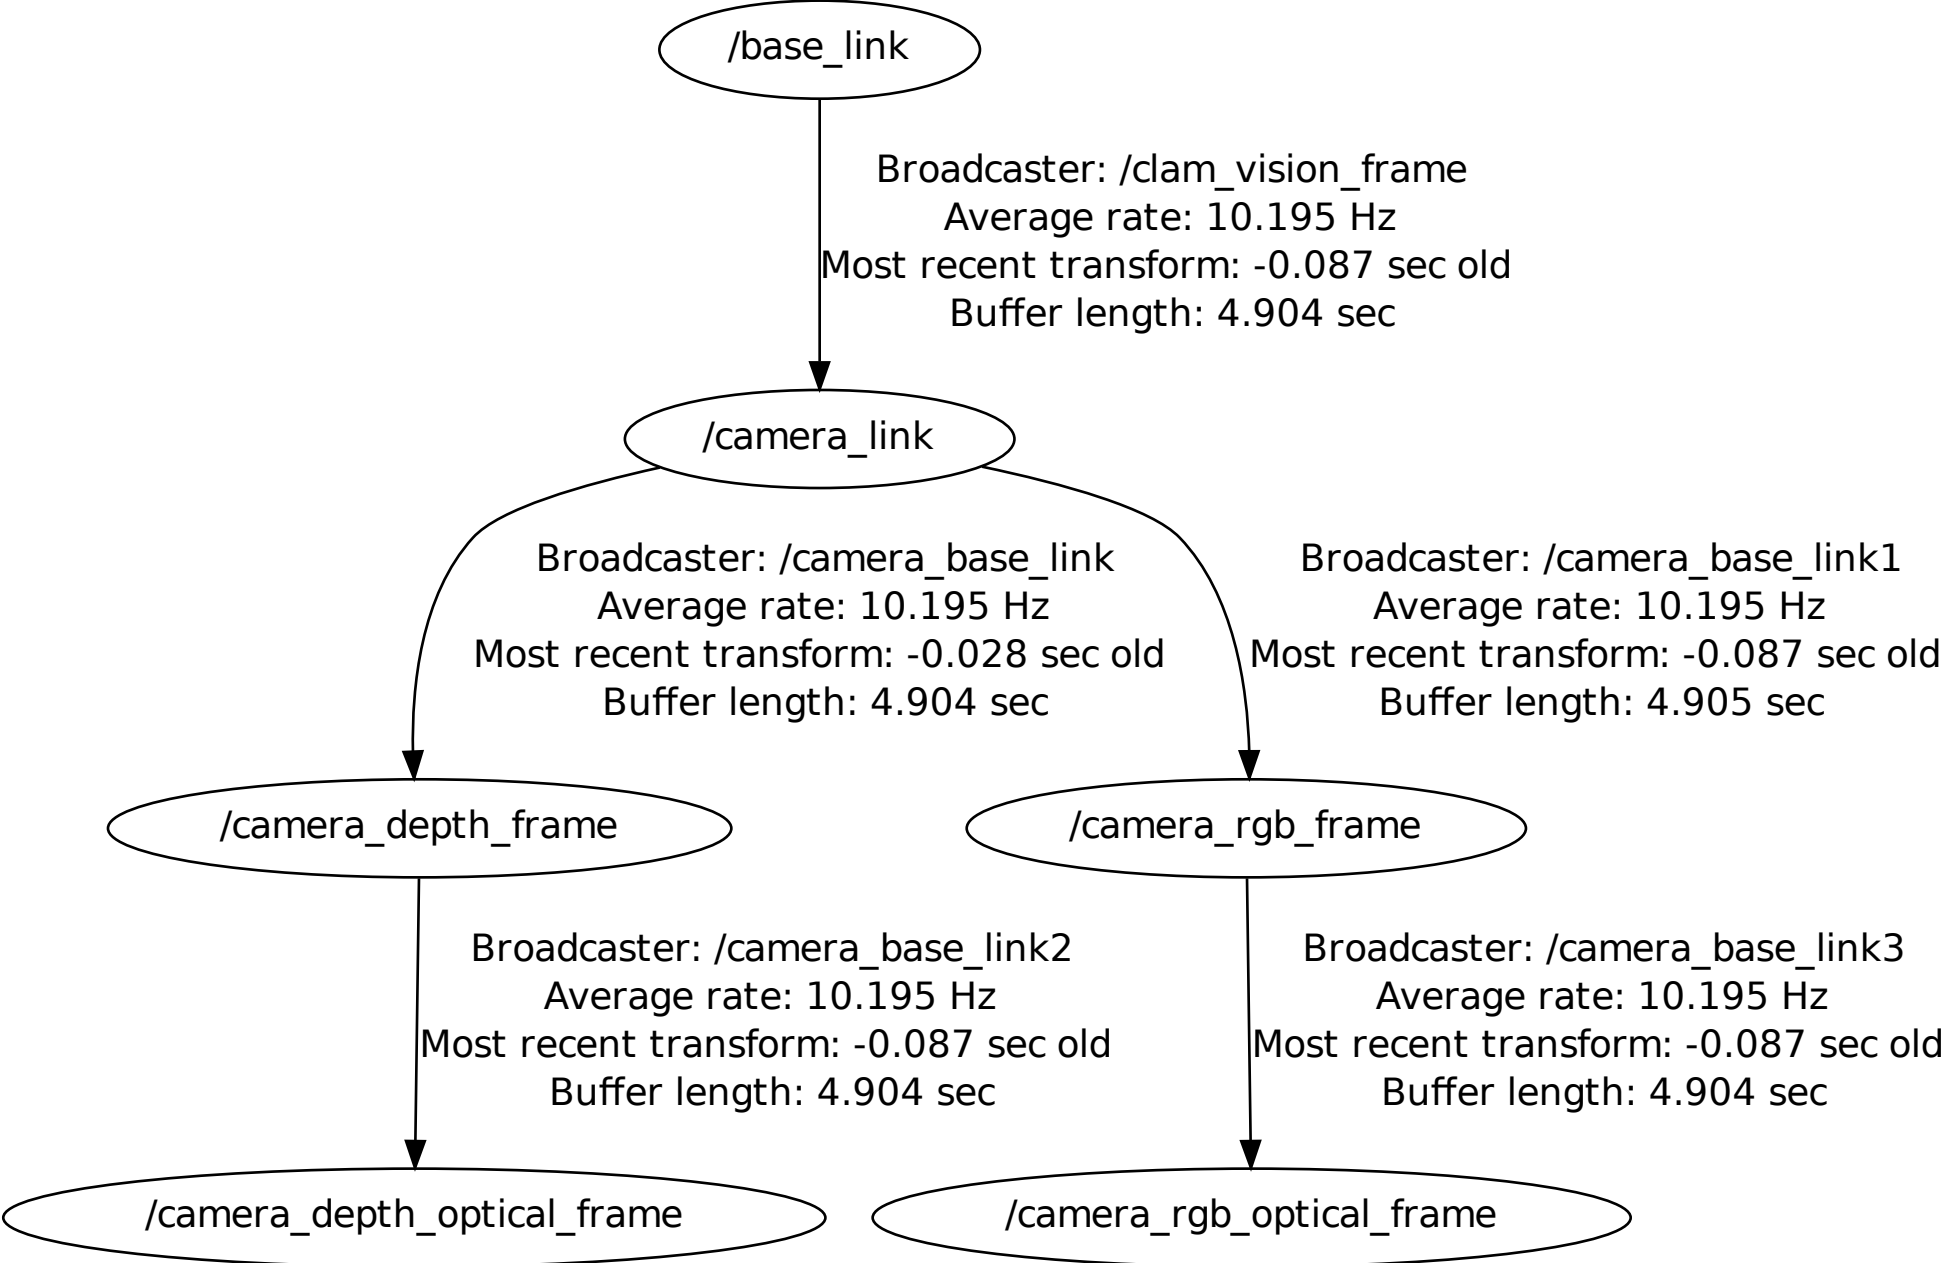 /base_link
Broadcaster: /clam_vision_frame
Average rate: 10.195 Hz
Most recent transform: -0.087 sec old
Buffer length: 4.904 sec
/camera_link
Broadcaster: /camera_base_link
Average rate: 10.195 Hz
Most recent transform: -0.028 sec old
Buffer length: 4.904 sec
Broadcaster: /camera_base_link1
Average rate: 10.195 Hz
Most recent transform: -0.087 sec old
Buffer length: 4.905 sec
/camera_depth_frame
/camera_rgb_frame
Broadcaster: /camera_base_link2
Average rate: 10.195 Hz
Most recent transform: -0.087 sec old
Buffer length: 4.904 sec
Broadcaster: /camera_base_link3
Average rate: 10.195 Hz
Most recent transform: -0.087 sec old
Buffer length: 4.904 sec
/camera_depth_optical_frame
/camera_rgb_optical_frame